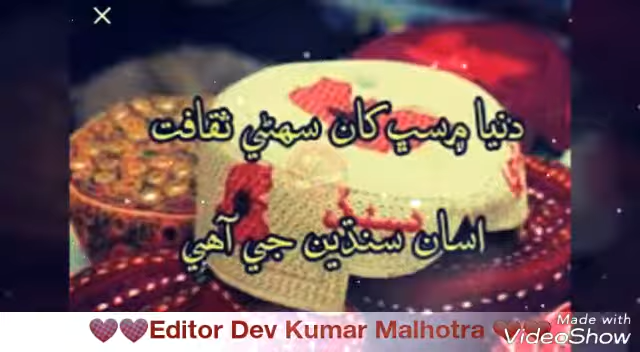 دنيا ۾ سڀ کان سهڻي ثقافت
اسان سنڌين جي آهي
💜💜Editor Dev Kumar Malhotra
Made with
VideoShow